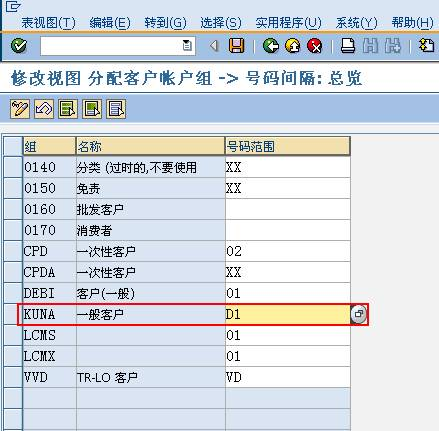 表视图(T) 编辑(E) 转到(G) 选择(S) 实用程序(U) 系统(Y) 帮助(H)
修改视图 分配客户帐户组 -> 号码间隔: 总览
组 名称 号码范围
0140 分类 (过时的,不要使用 XX
0150 免责 XX
0160 批发客户
0170 消费者
CPD 一次性客户 02
CPDA 一次性客户 XX
DEBI 客户(一般) 01
KUNA 一般客户 D1
LCMS 01
LCMX 01
VVD TR-LO 客户 VD